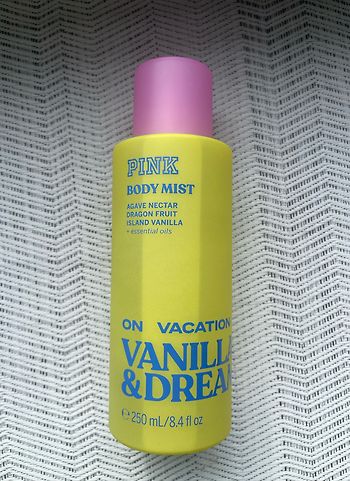 PINK
BODY MIST
AGAVE NECTAR
DRAGON FRUIT
ISLAND VANILLA
+ essential oils
ON VACATION
VANILL
&DREA
℮ 250 mL/8.4 fl oz